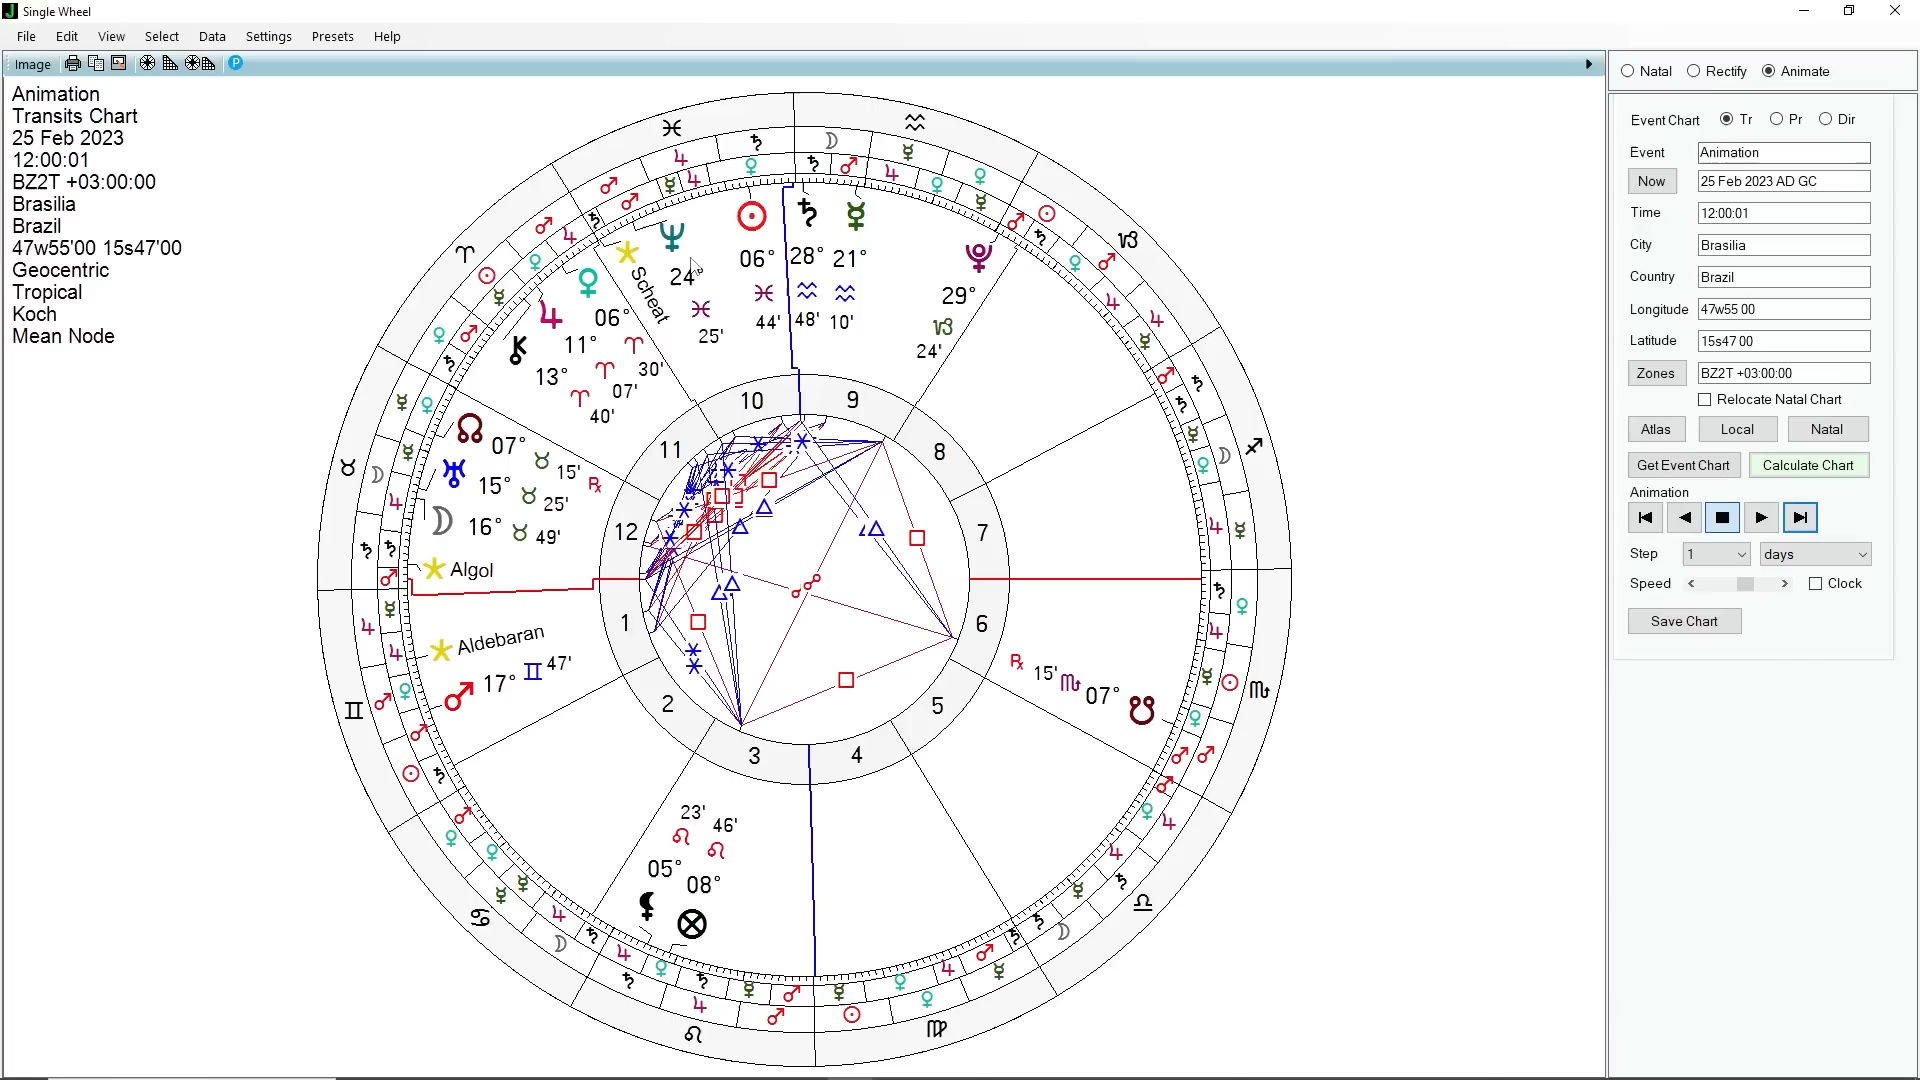 Single Wheel
File Edit View Select Data Settings Presets Help
Image
Animation
Transits Chart
25 Feb 2023
12:00:01
BZ2T +03:00:00
Brasilia
Brazil
47w55'00 15s47'00
Geocentric
Tropical
Koch
Mean Node
♓ ♒ ♑ ♐ ♏ ♎ ♍ ♌ ♋ ♊ ♉ ♈
☉ 06° ♓ 44'
♄ 28° ♒ 48'
☿ 21° ♒ 10'
♇ 29° ♑ 24'
♆ 24° ♓ 25'
Scheat
♀ 06° ♈ 30'
♃ 11° ♈ 07'
⚷ 13° ♈ 40'
☊ 07° ♉ 15' ℞
♅ 15° ♉ 25'
☽ 16° ♉ 49'
Algol
Aldebaran
♂ 17° ♊ 47'
⚸ 05° ♌ 23'
⊗ 08° ♌ 46'
℞ 15' ♏ 07° ☋
10 9
11 8
12 7
1 6
2 5
3 4
Natal Rectify Animate
Event Chart Tr Pr Dir
Event Animation
Now 25 Feb 2023 AD GC
Time 12:00:01
City Brasilia
Country Brazil
Longitude 47w55 00
Latitude 15s47 00
Zones BZ2T +03:00:00
Relocate Natal Chart
Atlas Local Natal
Get Event Chart Calculate Chart
Animation
Step 1 days
Speed < > Clock
Save Chart